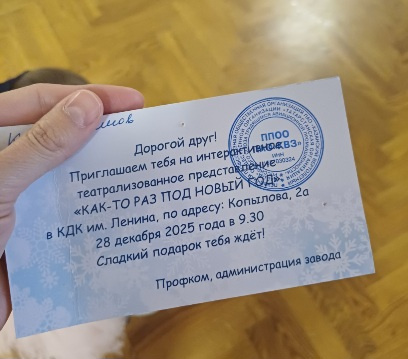 Дорогой друг!
Приглашаем тебя на интерактивное
театрализованное представление
«КАК-ТО РАЗ ПОД НОВЫЙ ГОД»
в КДК им. Ленина, по адресу: Копылова, 2а
28 декабря 2025 года в 9.30
Сладкий подарок тебя ждёт!
Профком, администрация завода
ППОО
ИНН